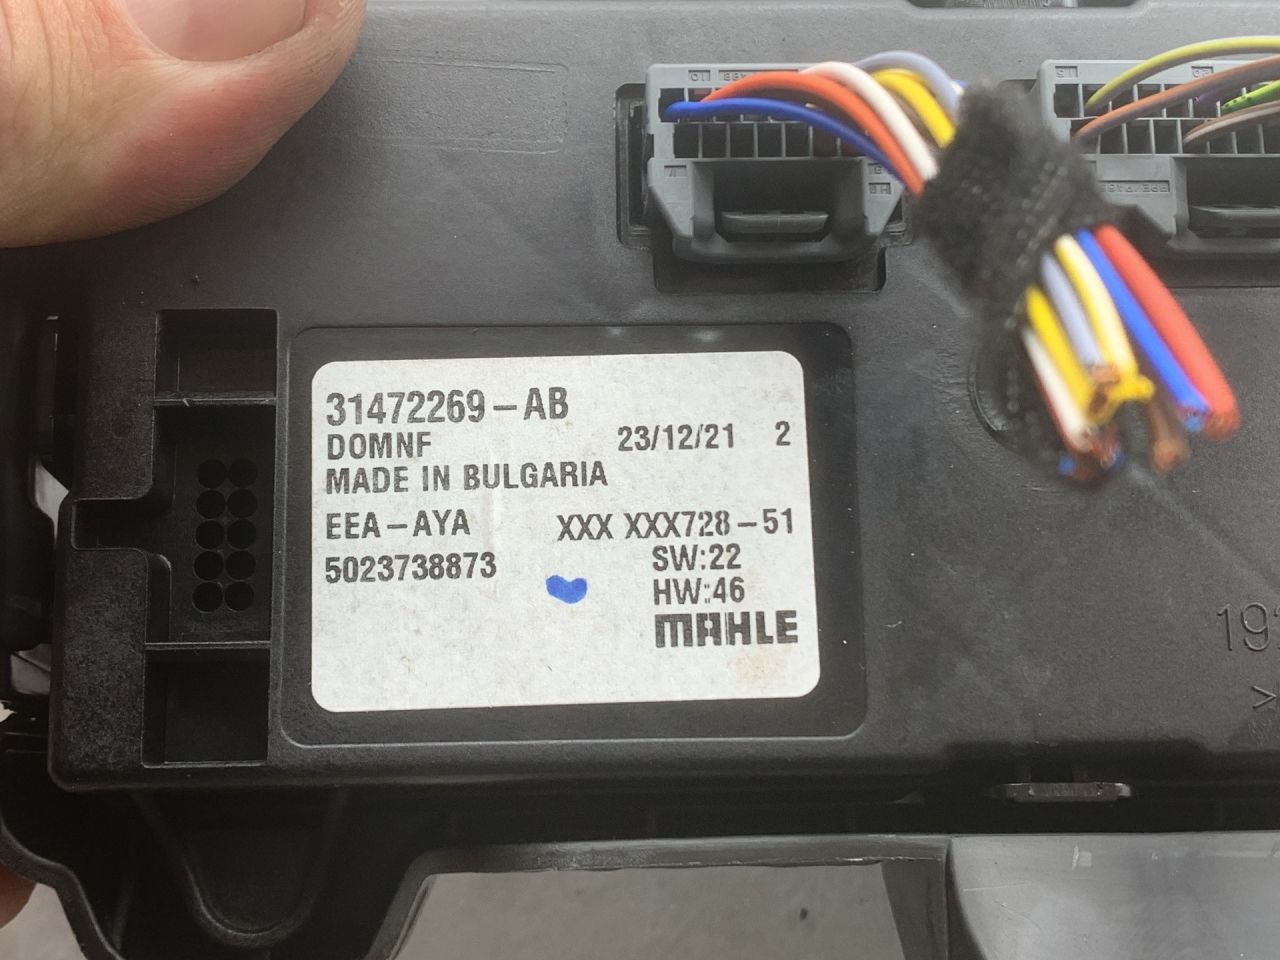 31472269-AB
DOMNF 23/12/21 2
MADE IN BULGARIA
EEA-AYA XXX XXX728-51
5023738873 SW:22
HW:46
MAHLE